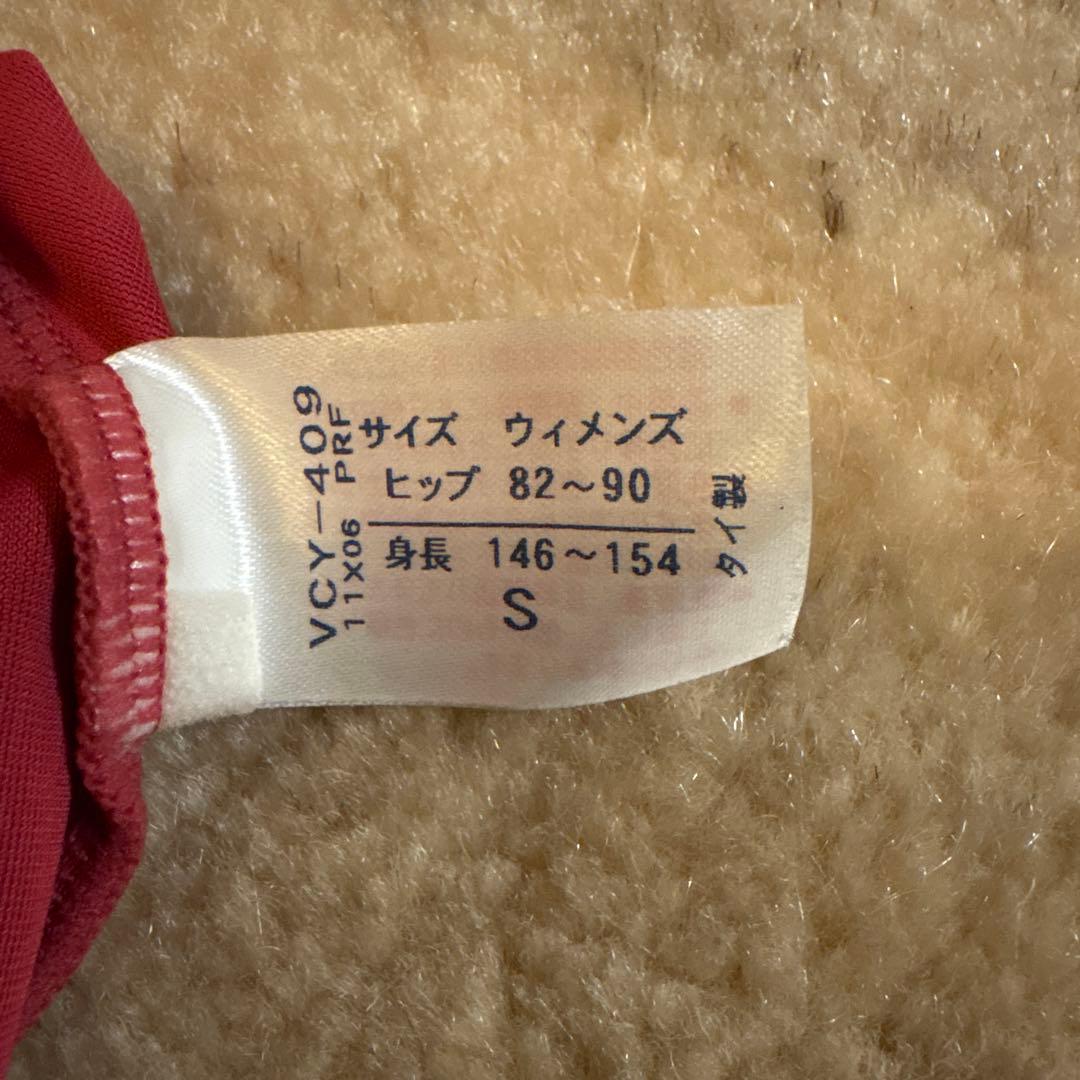 サイズ ウィメンズ
ヒップ 82～90
身長 146～154
S
VCY-409
11X06 PRF
タイ製